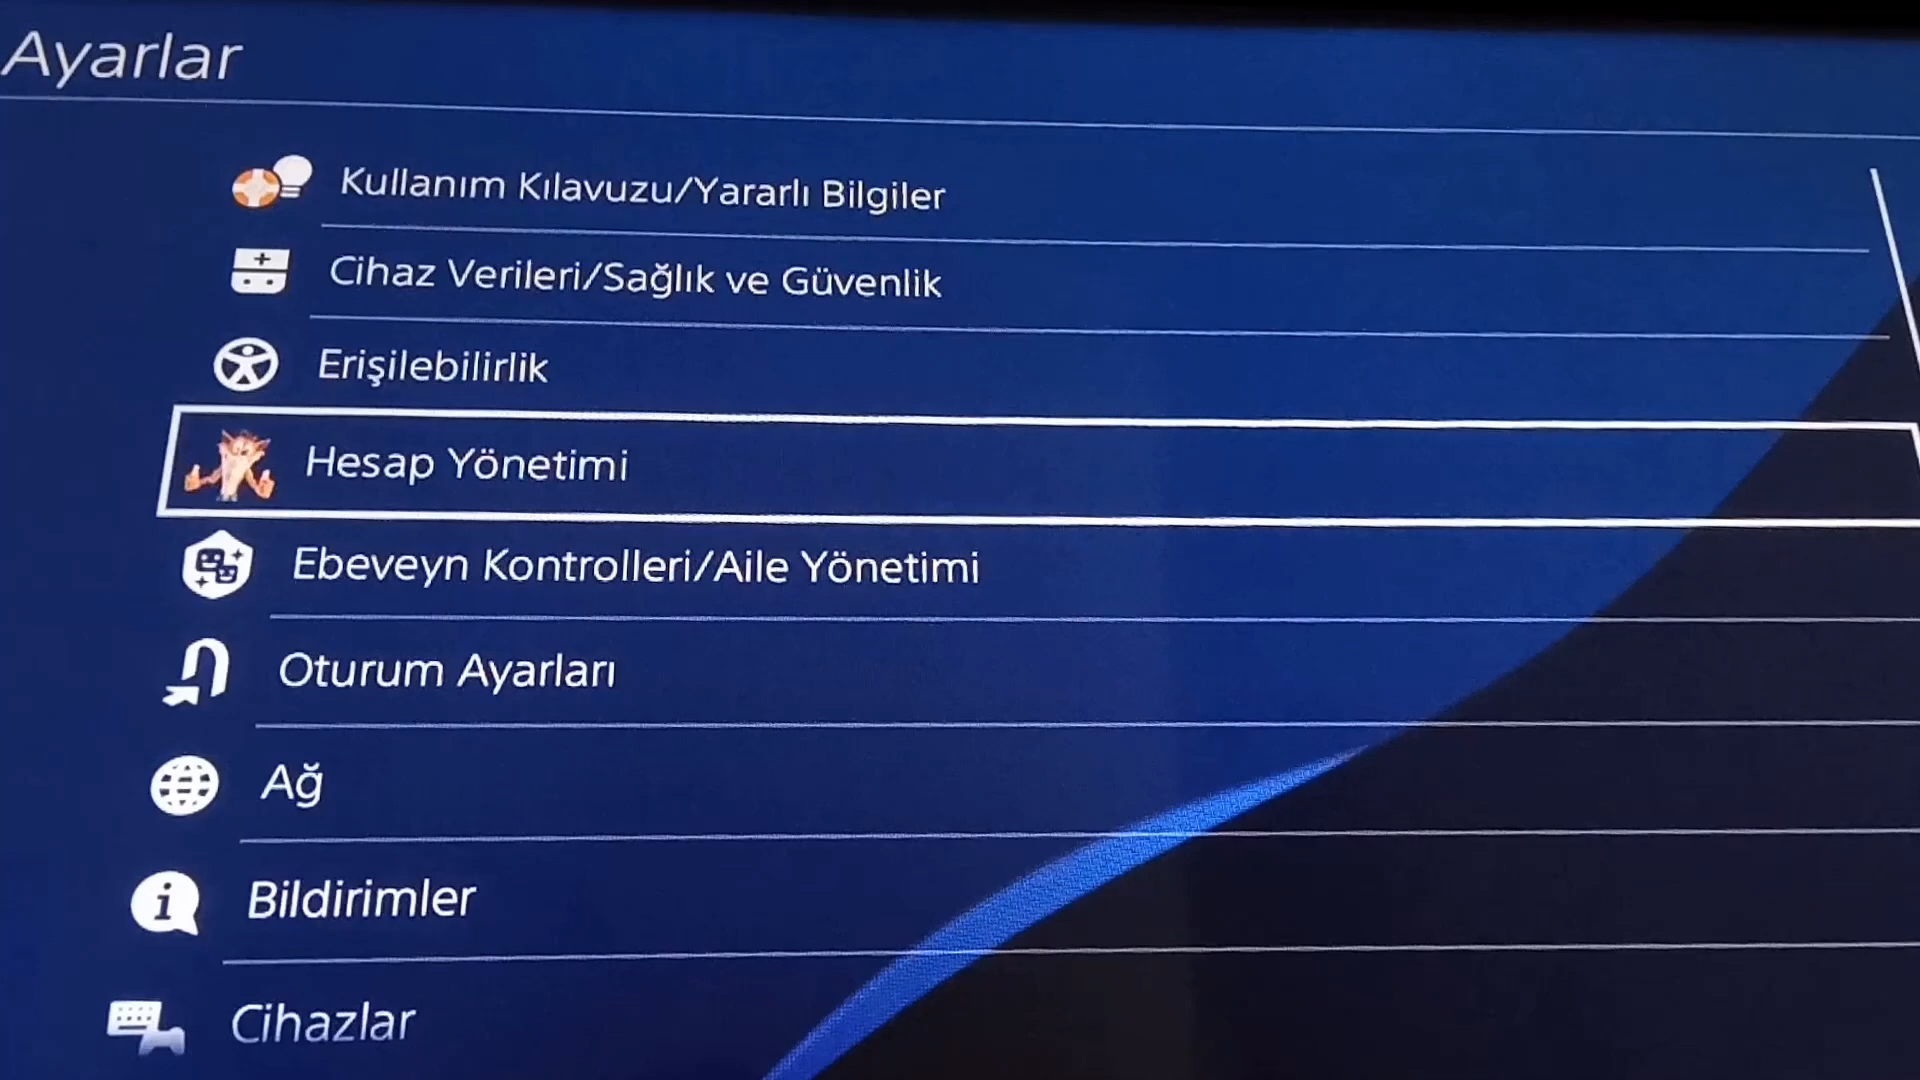 Ayarlar
Kullanım Kılavuzu/Yararlı Bilgiler
Cihaz Verileri/Sağlık ve Güvenlik
Erişilebilirlik
Hesap Yönetimi
Ebeveyn Kontrolleri/Aile Yönetimi
Oturum Ayarları
Ağ
Bildirimler
Cihazlar